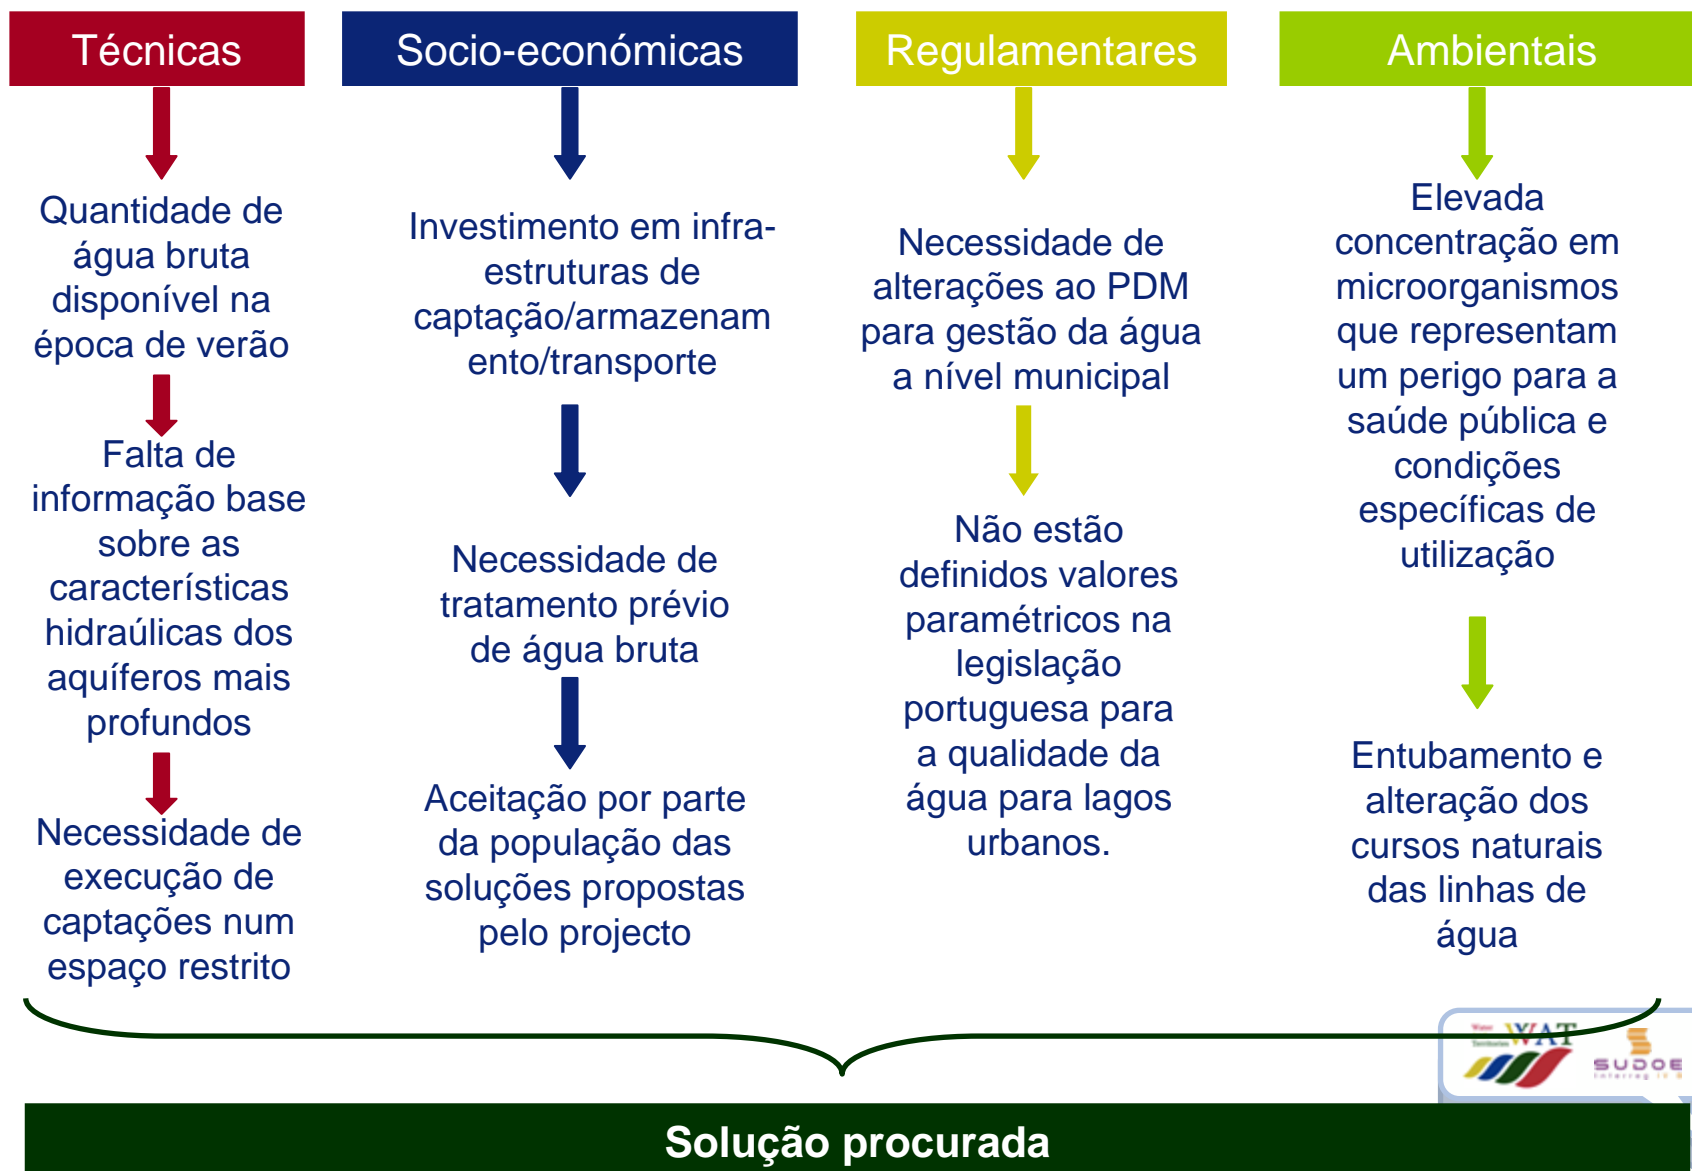 Técnicas
Quantidade de
água bruta
disponível na
época de verão
Falta de
informação base
sobre as
características
hidraúlicas dos
aquíferos mais
profundos
Necessidade de
execução de
captações num
espaço restrito
Socio-económicas
Investimento em infra-
estruturas de
captação/armazenam
ento/transporte
Necessidade de
tratamento prévio
de água bruta
Aceitação por parte
da população das
soluções propostas
pelo projecto
Regulamentares
Necessidade de
alterações ao PDM
para gestão da água
a nível municipal
Não estão
definidos valores
paramétricos na
legislação
portuguesa para
a qualidade da
água para lagos
urbanos.
Ambientais
Elevada
concentração em
microorganismos
que representam
um perigo para a
saúde pública e
condições
específicas de
utilização
Entubamento e
alteração dos
cursos naturais
das linhas de
água
Water
Territories
WAT
SUDOE
Interreg
Solução procurada